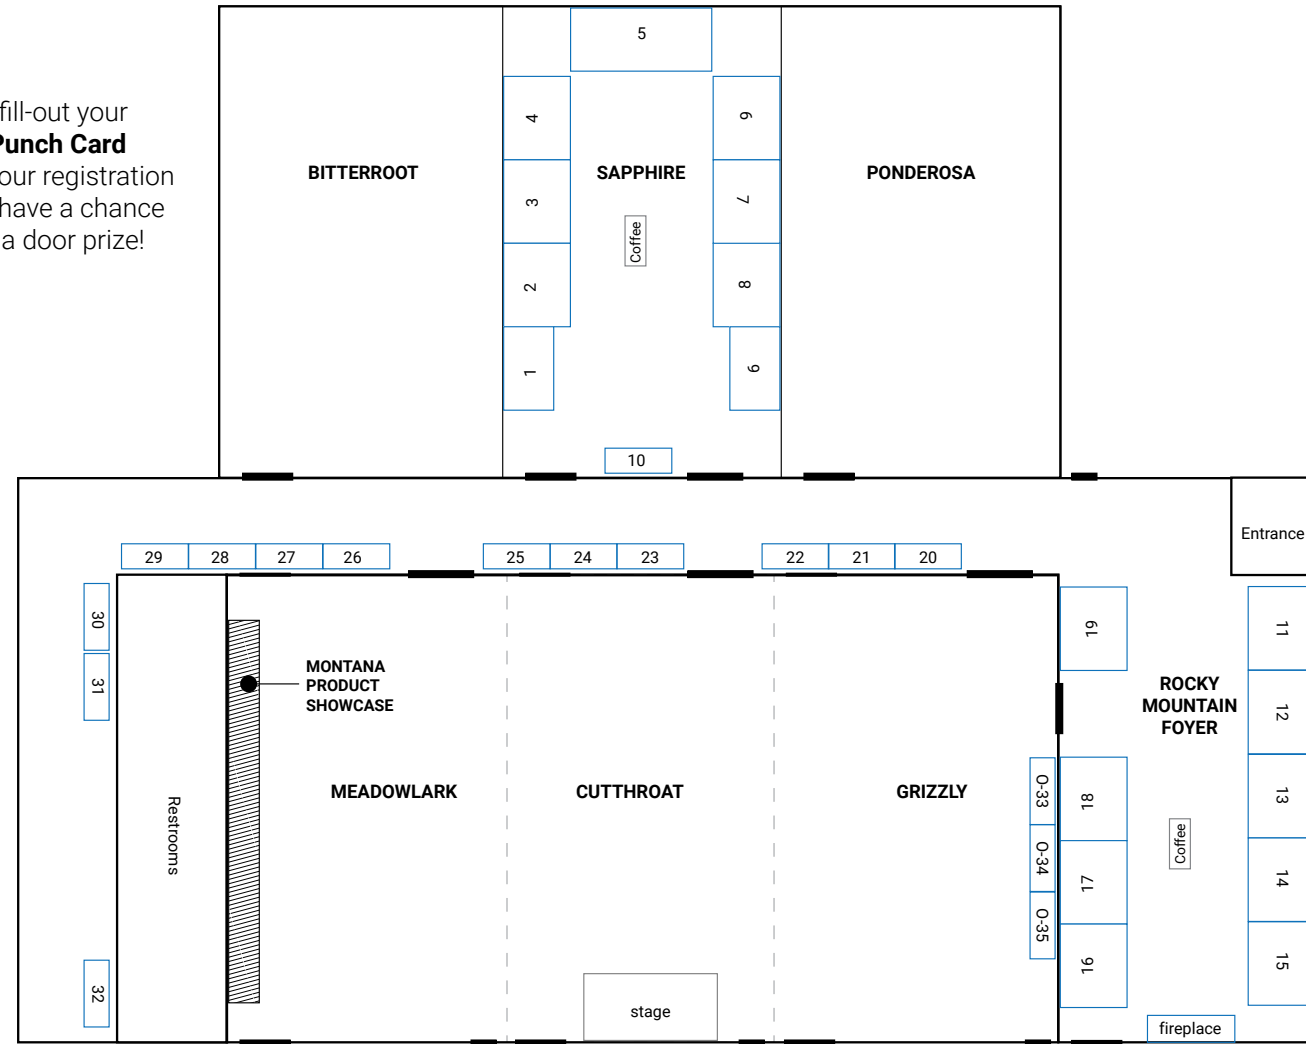 fill-out your
Punch Card
our registration
have a chance
a door prize!
5
4
3
2
1
9
7
8
6
10
BITTERROOT
SAPPHIRE
PONDEROSA
Coffee
Entrance
29
28
27
26
25
24
23
22
21
20
30
31
32
Restrooms
MONTANA
PRODUCT
SHOWCASE
MEADOWLARK
CUTTHROAT
GRIZZLY
stage
O-33
O-34
O-35
19
18
17
16
ROCKY
MOUNTAIN
FOYER
Coffee
11
12
13
14
15
fireplace